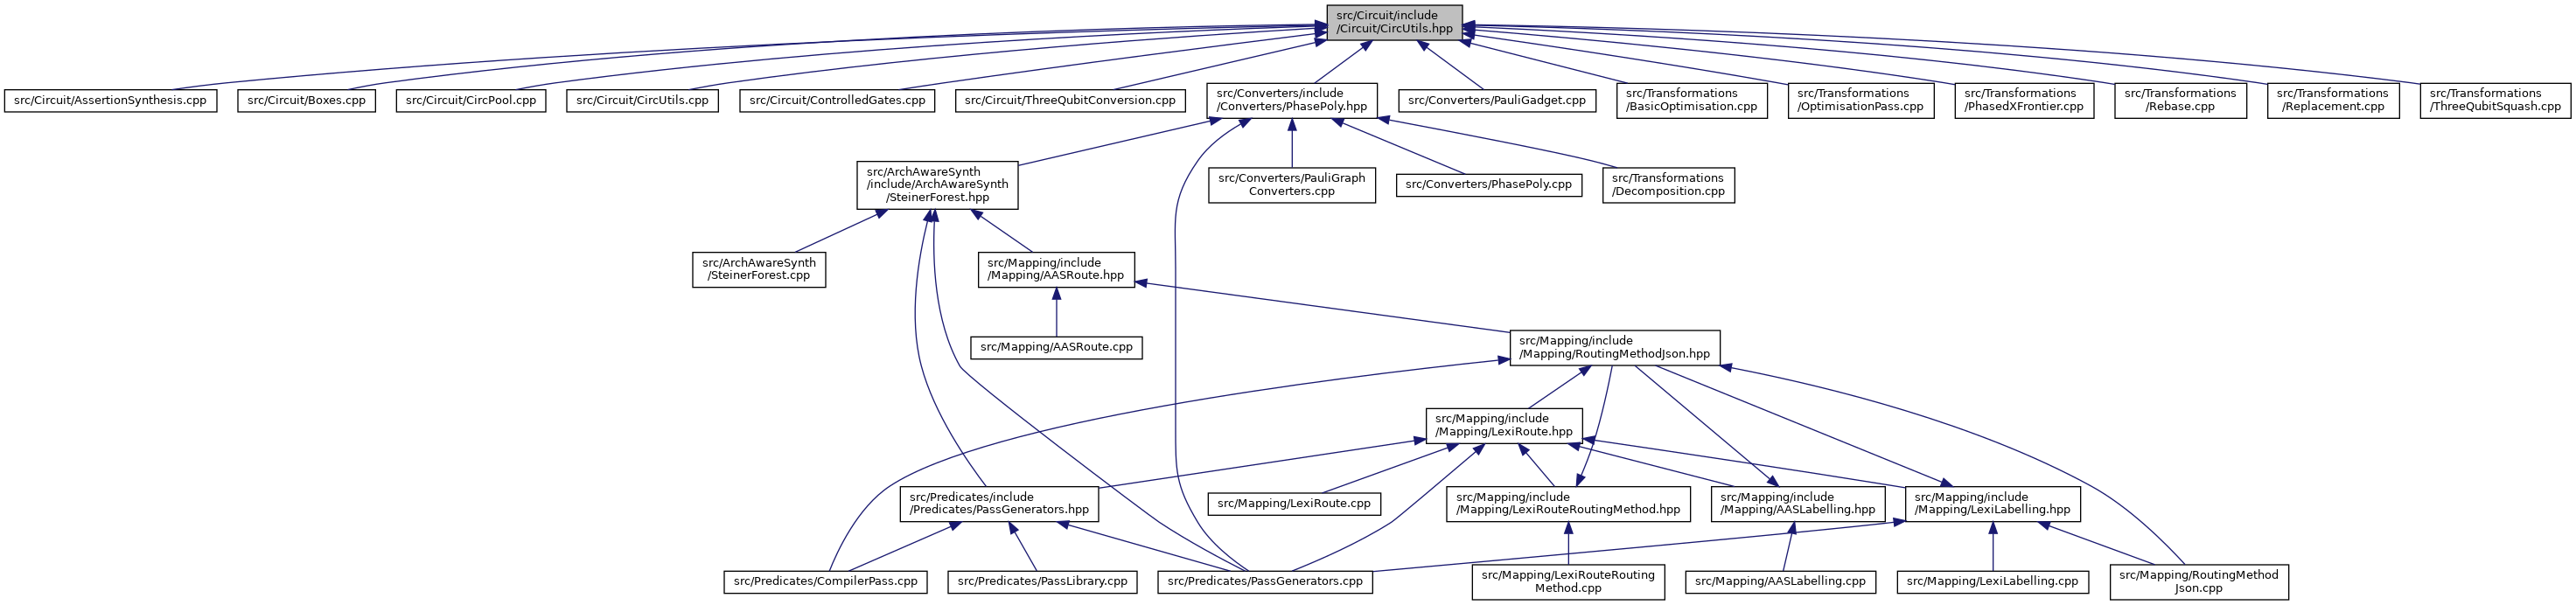 src/Circuit/include
/Circuit/CircUtils.hpp
src/Circuit/AssertionSynthesis.cpp
src/Circuit/Boxes.cpp
src/Circuit/CircPool.cpp
src/Circuit/CircUtils.cpp
src/Circuit/ControlledGates.cpp
src/Circuit/ThreeQubitConversion.cpp
src/Converters/include
/Converters/PhasePoly.hpp
src/Converters/PauliGadget.cpp
src/Transformations
/BasicOptimisation.cpp
src/Transformations
/OptimisationPass.cpp
src/Transformations
/PhasedXFrontier.cpp
src/Transformations
/Rebase.cpp
src/Transformations
/Replacement.cpp
src/Transformations
/ThreeQubitSquash.cpp
src/ArchAwareSynth
/include/ArchAwareSynth
/SteinerForest.hpp
src/Converters/PauliGraph
Converters.cpp
src/Converters/PhasePoly.cpp
src/Transformations
/Decomposition.cpp
src/ArchAwareSynth
/SteinerForest.cpp
src/Mapping/include
/Mapping/AASRoute.hpp
src/Mapping/AASRoute.cpp
src/Mapping/include
/Mapping/RoutingMethodJson.hpp
src/Mapping/include
/Mapping/LexiRoute.hpp
src/Predicates/include
/Predicates/PassGenerators.hpp
src/Mapping/LexiRoute.cpp
src/Mapping/include
/Mapping/LexiRouteRoutingMethod.hpp
src/Mapping/include
/Mapping/AASLabelling.hpp
src/Mapping/include
/Mapping/LexiLabelling.hpp
src/Predicates/CompilerPass.cpp
src/Predicates/PassLibrary.cpp
src/Predicates/PassGenerators.cpp
src/Mapping/LexiRouteRouting
Method.cpp
src/Mapping/AASLabelling.cpp
src/Mapping/LexiLabelling.cpp
src/Mapping/RoutingMethod
Json.cpp